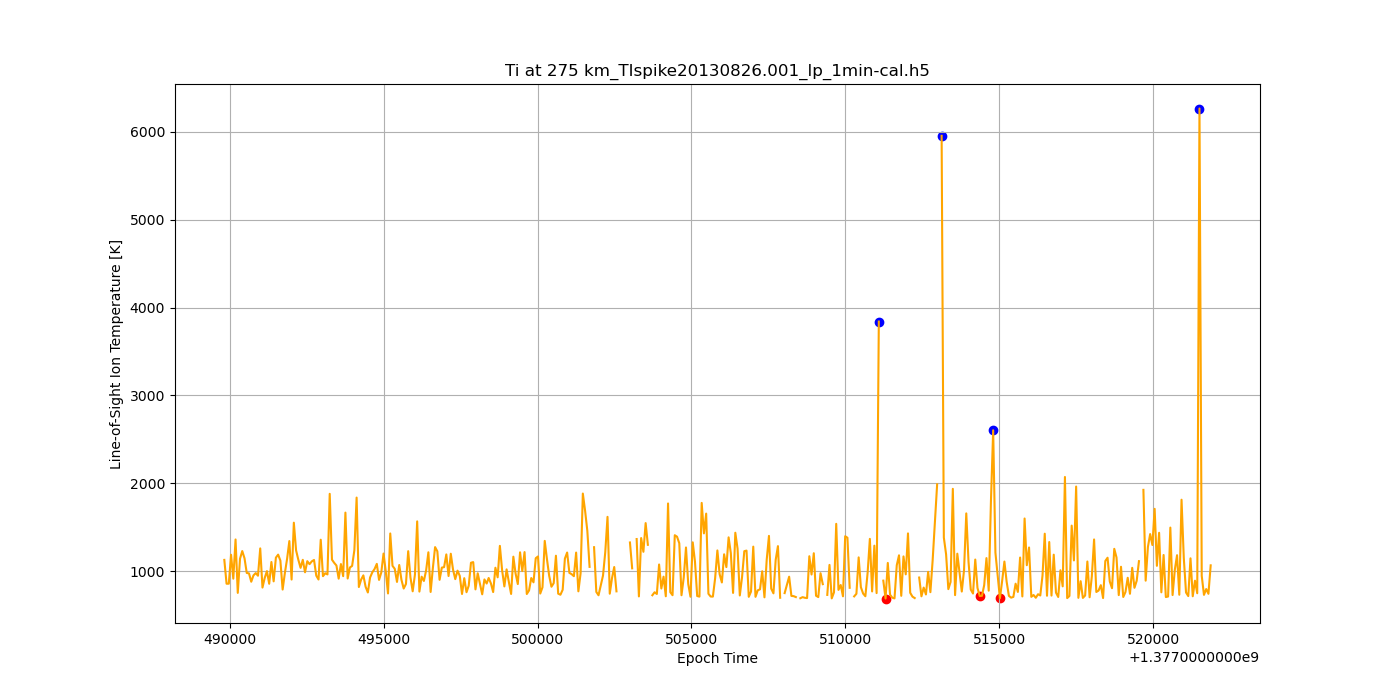 Ti at 275 km_TIspike20130826.001_lp_1min-cal.h5
Line-of-Sight Ion Temperature [K]
6000
5000
4000
3000
2000
1000
490000 495000 500000 505000 510000 515000 520000
Epoch Time
+1.3770000000e9